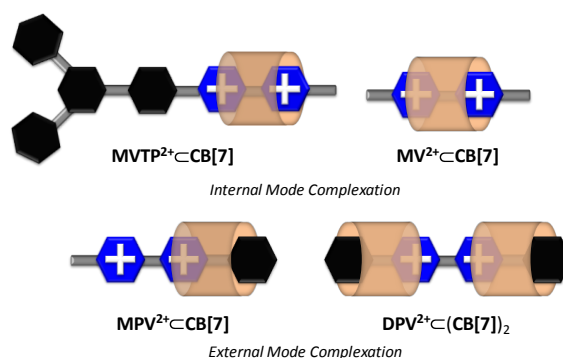 MVTP²⁺⊂CB[7]
MV²⁺⊂CB[7]
Internal Mode Complexation
MPV²⁺⊂CB[7]
DPV²⁺⊂(CB[7])₂
External Mode Complexation